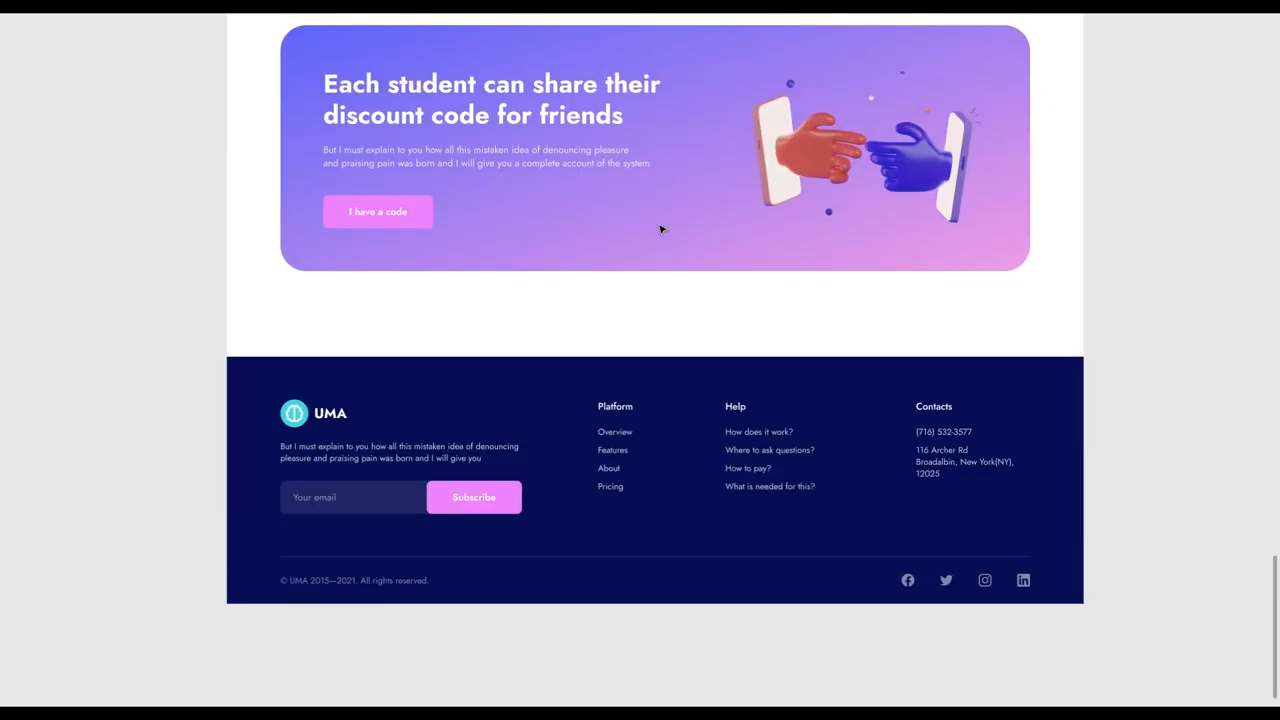 Each student can share their
discount code for friends
But I must explain to you how all this mistaken idea of denouncing pleasure
and praising pain was born and I will give you a complete account of the system
I have a code
UMA
But I must explain to you how all this mistaken idea of denouncing
pleasure and praising pain was born and I will give you
Your email
Subscribe
Platform
Overview
Features
About
Pricing
Help
How does it work?
Where to ask questions?
How to pay?
What is needed for this?
Contacts
(716) 532-3577
116 Archer Rd
Broadalbin, New York(NY),
12025
© UMA 2015—2021. All rights reserved.